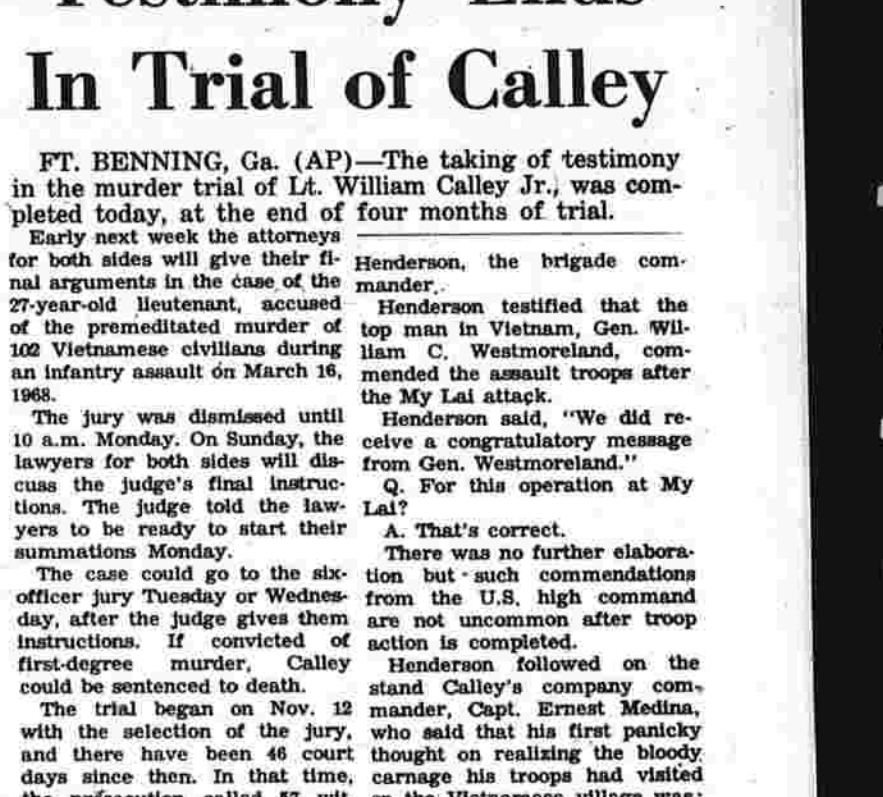 Testimony Ends
In Trial of Calley
FT. BENNING, Ga. (AP)—The taking of testimony
in the murder trial of Lt. William Calley Jr., was com-
pleted today, at the end of four months of trial.
Early next week the attorneys
for both sides will give their fi-
nal arguments in the case of the
27-year-old lieutenant, accused
of the premeditated murder of
102 Vietnamese civilians during
an infantry assault on March 16,
1968.
The jury was dismissed until
10 a.m. Monday. On Sunday, the
lawyers for both sides will dis-
cuss the judge's final instruc-
tions. The judge told the law-
yers to be ready to start their
summations Monday.
The case could go to the six-
officer jury Tuesday or Wednes-
day, after the judge gives them
instructions. If convicted of
first-degree murder, Calley
could be sentenced to death.
The trial began on Nov. 12
with the selection of the jury,
and there have been 46 court
days since then. In that time,
the prosecution called 57 wit-
Henderson, the brigade com-
mander.
Henderson testified that the
top man in Vietnam, Gen. Wil-
liam C. Westmoreland, com-
mended the assault troops after
the My Lai attack.
Henderson said, "We did re-
ceive a congratulatory message
from Gen. Westmoreland."
Q. For this operation at My
Lai?
A. That's correct.
There was no further elabora-
tion but such commendations
from the U.S. high command
are not uncommon after troop
action is completed.
Henderson followed on the
stand Calley's company com-
mander, Capt. Ernest Medina,
who said that his first panicky
thought on realizing the bloody
carnage his troops had visited
on the Vietnamese village was: